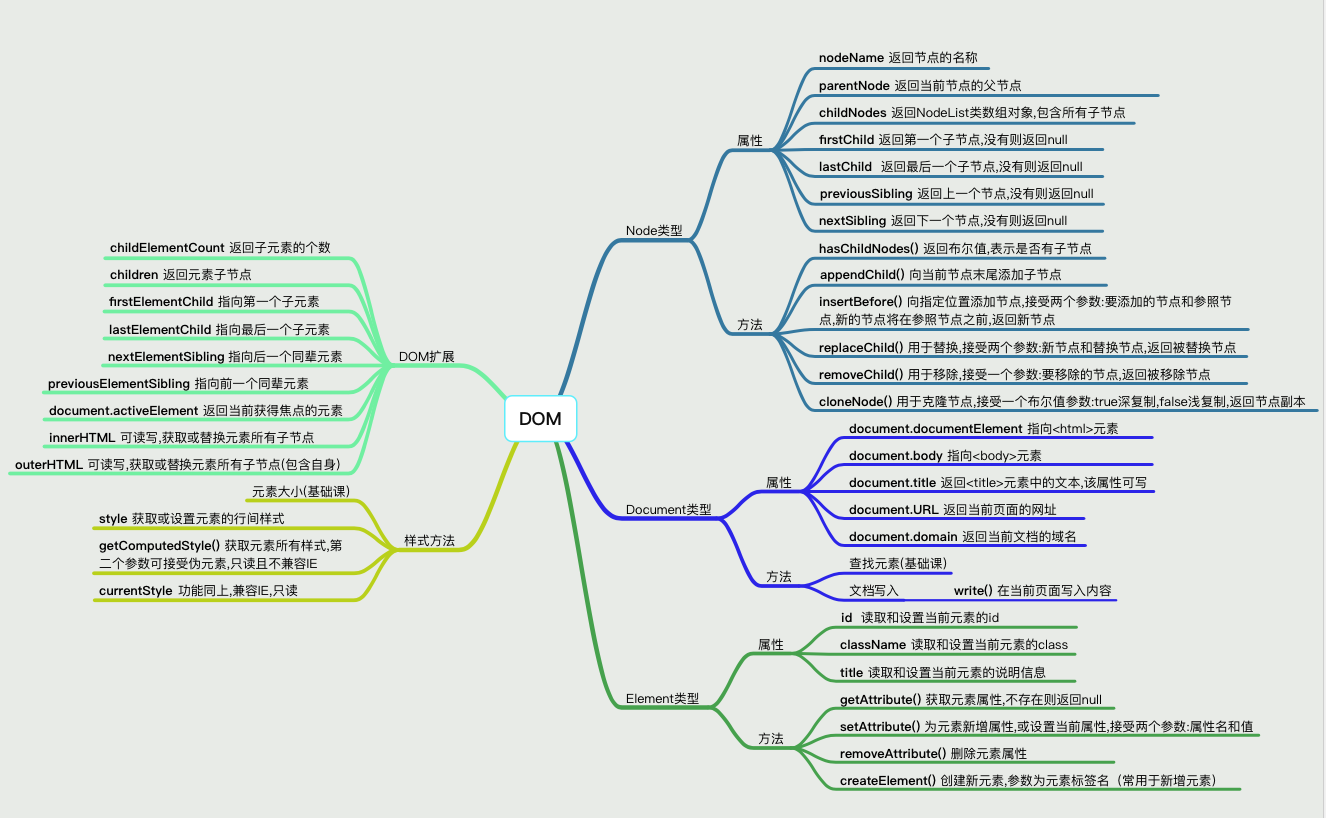 DOM
Node类型
属性
nodeName 返回节点的名称
parentNode 返回当前节点的父节点
childNodes 返回NodeList类数组对象,包含所有子节点
firstChild 返回第一个子节点,没有则返回null
lastChild 返回最后一个子节点,没有则返回null
previousSibling 返回上一个节点,没有则返回null
nextSibling 返回下一个节点,没有则返回null
方法
hasChildNodes() 返回布尔值,表示是否有子节点
appendChild() 向当前节点末尾添加子节点
insertBefore() 向指定位置添加节点,接受两个参数:要添加的节点和参照节
点,新的节点将在参照节点之前,返回新节点
replaceChild() 用于替换,接受两个参数:新节点和替换节点,返回被替换节点
removeChild() 用于移除,接受一个参数:要移除的节点,返回被移除节点
cloneNode() 用于克隆节点,接受一个布尔值参数:true深复制,false浅复制,返回节点副本
Document类型
属性
document.documentElement 指向<html>元素
document.body 指向<body>元素
document.title 返回<title>元素中的文本,该属性可写
document.URL 返回当前页面的网址
document.domain 返回当前文档的域名
方法
查找元素(基础课)
文档写入
write() 在当前页面写入内容
Element类型
属性
id 读取和设置当前元素的id
className 读取和设置当前元素的class
title 读取和设置当前元素的说明信息
方法
getAttribute() 获取元素属性,不存在则返回null
setAttribute() 为元素新增属性,或设置当前属性,接受两个参数:属性名和值
removeAttribute() 删除元素属性
createElement() 创建新元素,参数为元素标签名（常用于新增元素）
DOM扩展
childElementCount 返回子元素的个数
children 返回元素子节点
firstElementChild 指向第一个子元素
lastElementChild 指向最后一个子元素
nextElementSibling 指向后一个同辈元素
previousElementSibling 指向前一个同辈元素
document.activeElement 返回当前获得焦点的元素
innerHTML 可读写,获取或替换元素所有子节点
outerHTML 可读写,获取或替换元素所有子节点(包含自身)
样式方法
元素大小(基础课)
style 获取或设置元素的行间样式
getComputedStyle() 获取元素所有样式,第
二个参数可接受伪元素,只读且不兼容IE
currentStyle 功能同上,兼容IE,只读